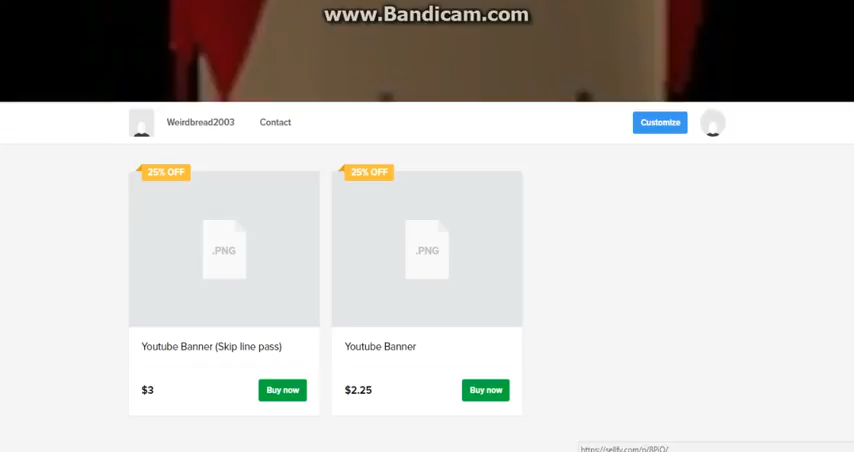 www.Bandicam.com
Weirdbread2003
Contact
Customize
25% OFF
25% OFF
.PNG
.PNG
Youtube Banner (Skip line pass)
Youtube Banner
$3
Buy now
$2.25
Buy now